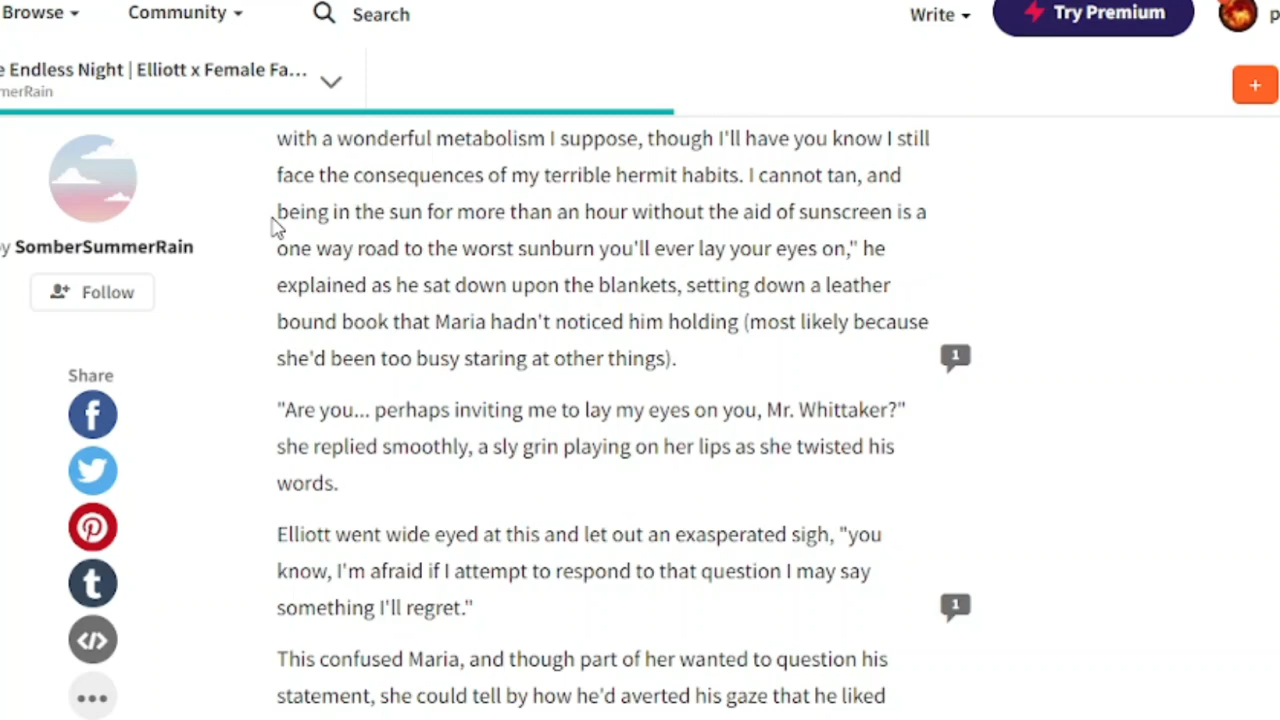 Browse
Community
Search
Write
Try Premium
p
e Endless Night | Elliott x Female Fa...
merRain
+
with a wonderful metabolism I suppose, though I'll have you know I still
face the consequences of my terrible hermit habits. I cannot tan, and
being in the sun for more than an hour without the aid of sunscreen is a
one way road to the worst sunburn you'll ever lay your eyes on," he
explained as he sat down upon the blankets, setting down a leather
bound book that Maria hadn't noticed him holding (most likely because
she'd been too busy staring at other things).
1
"Are you... perhaps inviting me to lay my eyes on you, Mr. Whittaker?"
she replied smoothly, a sly grin playing on her lips as she twisted his
words.
Elliott went wide eyed at this and let out an exasperated sigh, "you
know, I'm afraid if I attempt to respond to that question I may say
something I'll regret."
1
This confused Maria, and though part of her wanted to question his
statement, she could tell by how he'd averted his gaze that he liked
y SomberSummerRain
Follow
Share
f
t
</>